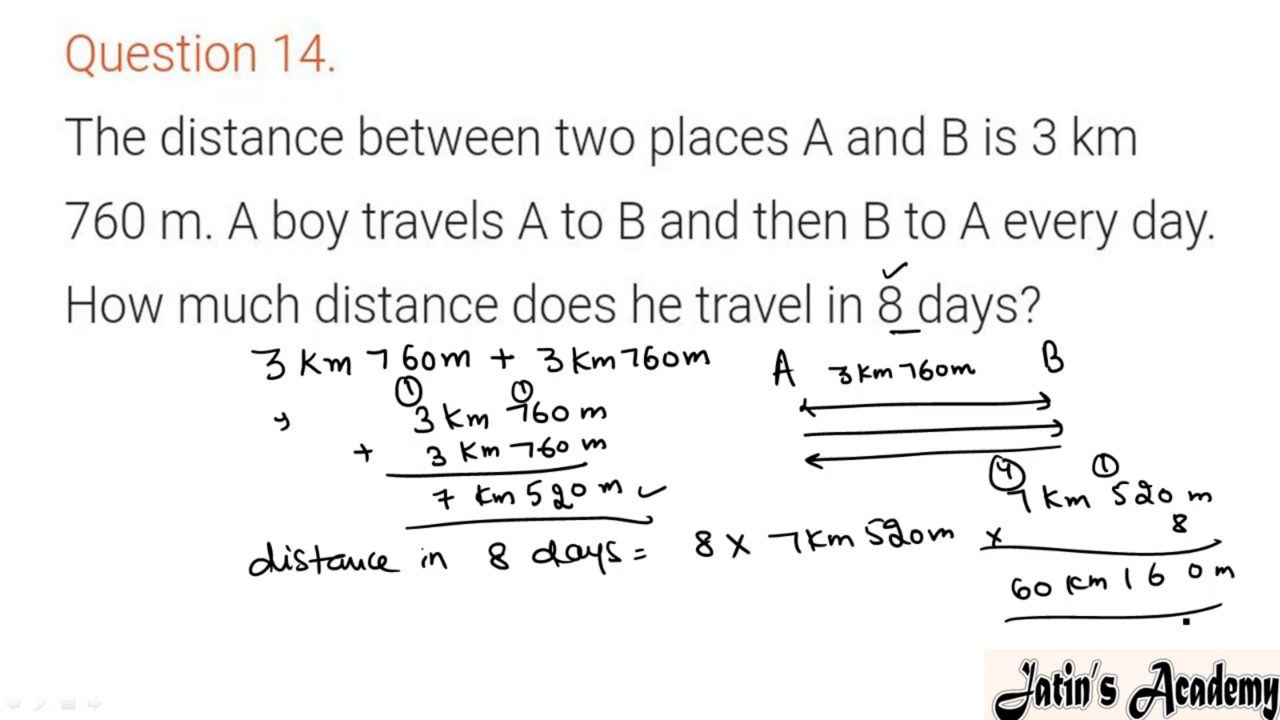 Question 14.
The distance between two places A and B is 3 km
760 m. A boy travels A to B and then B to A every day.
How much distance does he travel in 8 days?
3 km 760m + 3 km 760m
A 3 km 760m B
① ①
3 km 760 m
+ 3 km 760 m
7 km 520 m ✓
distance in 8 days = 8 × 7 km 520m
④ ①
7 km 520 m
× 8
60 km 160 m
Jatin's Academy